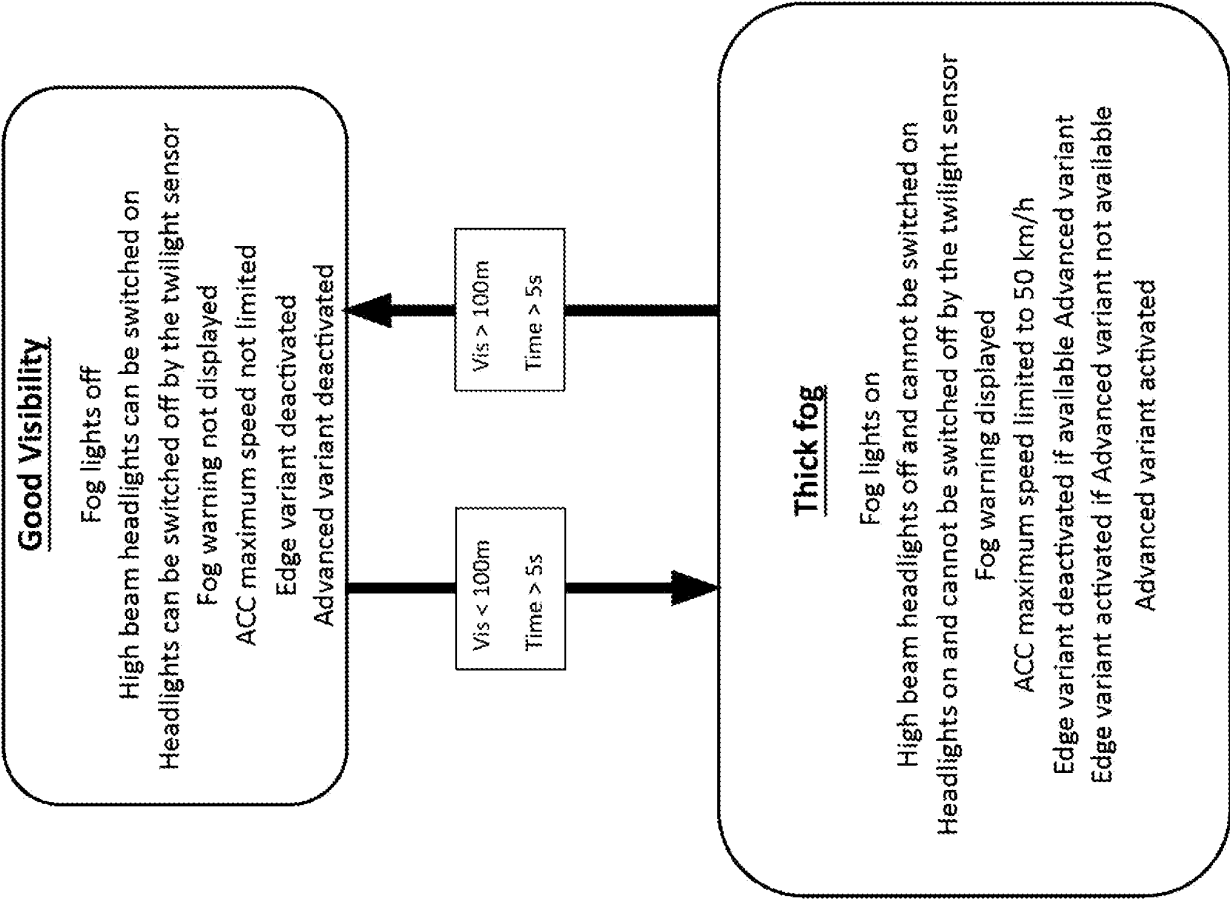 Good Visibility
Fog lights off
High beam headlights can be switched on
Headlights can be switched off by the twilight sensor
Fog warning not displayed
ACC maximum speed not limited
Edge variant deactivated
Advanced variant deactivated
Vis < 100m
Time > 5s
Vis > 100m
Time > 5s
Thick fog
Fog lights on
High beam headlights off and cannot be switched on
Headlights on and cannot be switched off by the twilight sensor
Fog warning displayed
ACC maximum speed limited to 50 km/h
Edge variant deactivated if available Advanced variant
Edge variant activated if Advanced variant not available
Advanced variant activated